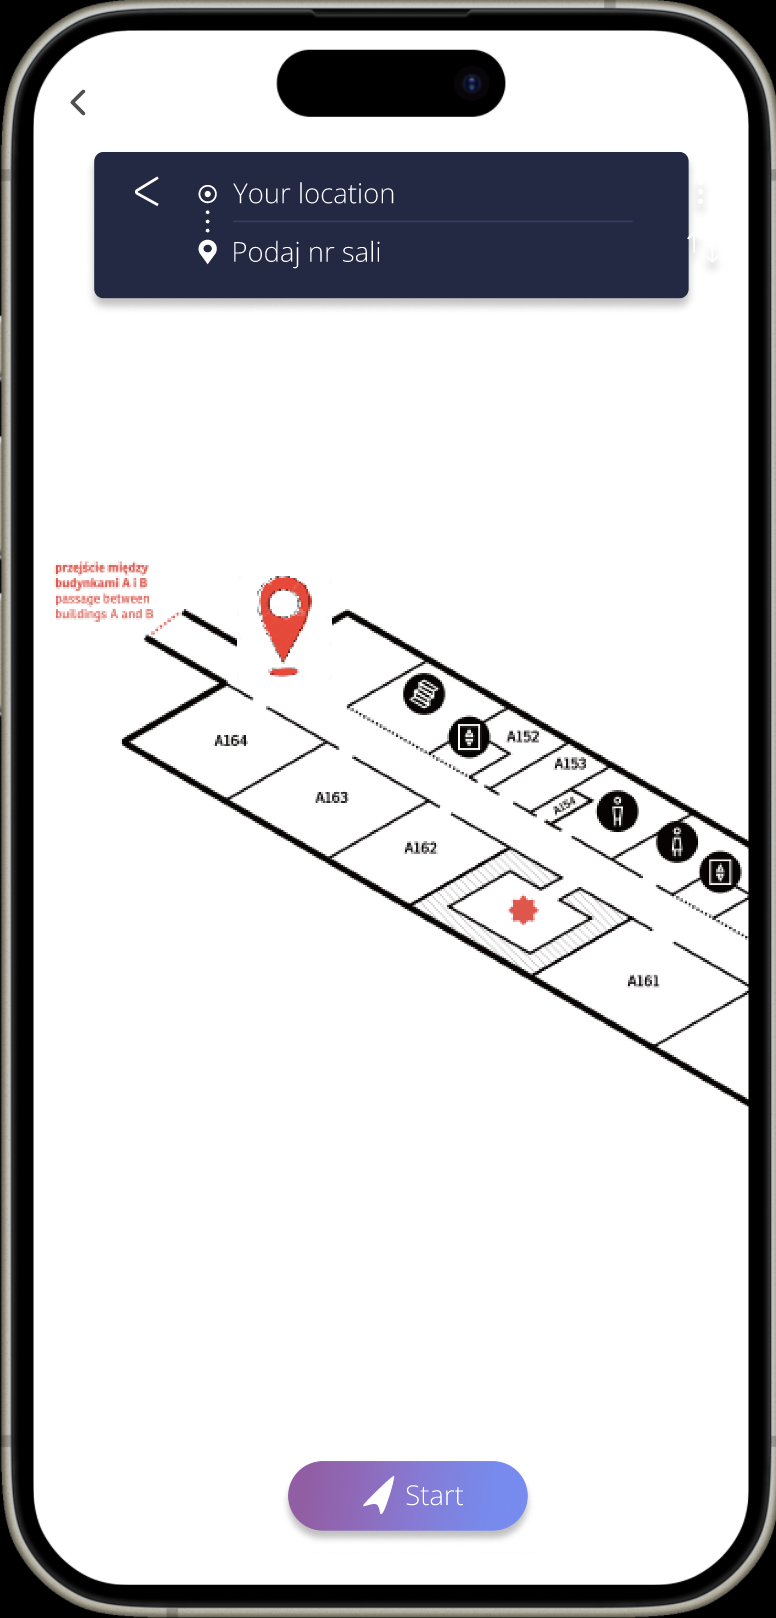 Your location
Podaj nr sali
przejście między
budynkami A i B
passage between
buildings A and B
A164
A152
A153
A163
A154
A162
A161
Start